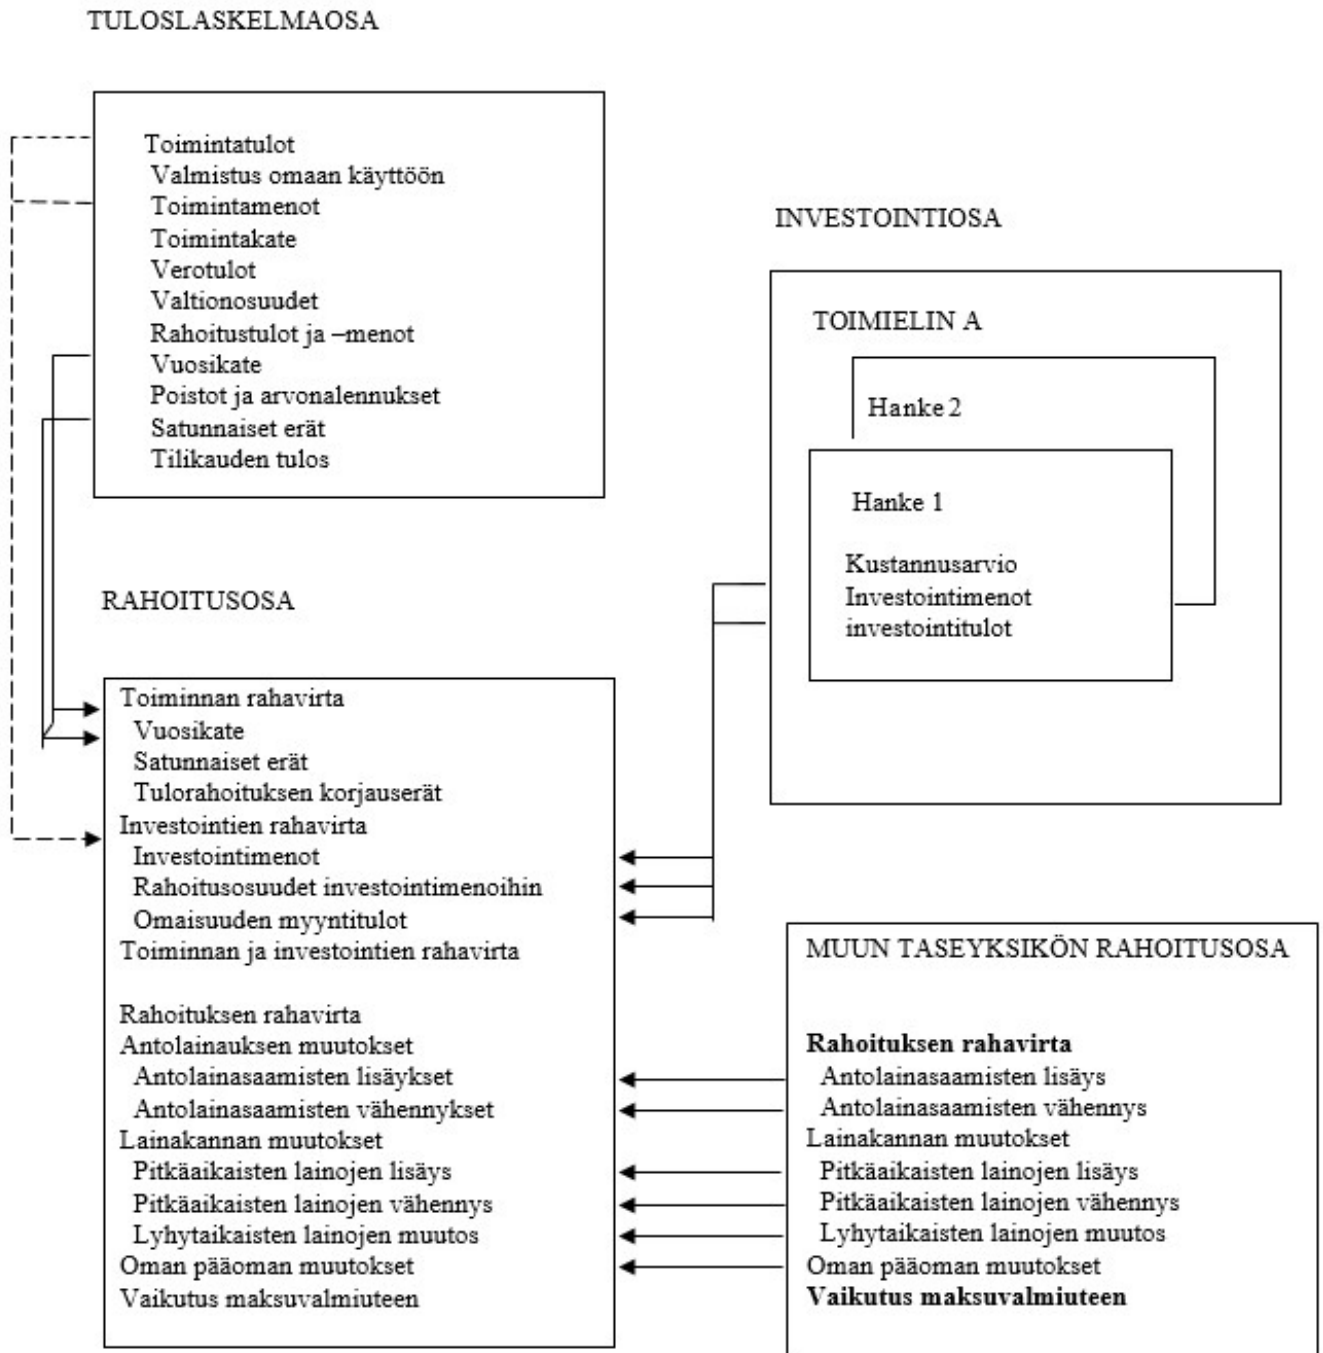 TULOSLASKELMAOSA
Toimintatulot
Valmistus omaan käyttöön
Toimintamenot
Toimintakate
Verotulot
Valtionosuudet
Rahoitustulot ja –menot
Vuosikate
Poistot ja arvonalennukset
Satunnaiset erät
Tilikauden tulos
INVESTOINTIOSA
TOIMIELIN A
Hanke 2
Hanke 1
Kustannusarvio
Investointimenot
investointitulot
RAHOITUSOSA
Toiminnan rahavirta
Vuosikate
Satunnaiset erät
Tulorahoituksen korjauserät
Investointien rahavirta
Investointimenot
Rahoitusosuudet investointimenoihin
Omaisuuden myyntitulot
Toiminnan ja investointien rahavirta
Rahoituksen rahavirta
Antolainauksen muutokset
Antolainasaamisten lisäykset
Antolainasaamisten vähennykset
Lainakannan muutokset
Pitkäaikaisten lainojen lisäys
Pitkäaikaisten lainojen vähennys
Lyhytaikaisten lainojen muutos
Oman pääoman muutokset
Vaikutus maksuvalmiuteen
MUUN TASEYKSIKÖN RAHOITUSOSA
Rahoituksen rahavirta
Antolainasaamisten lisäys
Antolainasaamisten vähennys
Lainakannan muutokset
Pitkäaikaisten lainojen lisäys
Pitkäaikaisten lainojen vähennys
Lyhytaikaisten lainojen muutos
Oman pääoman muutokset
Vaikutus maksuvalmiuteen